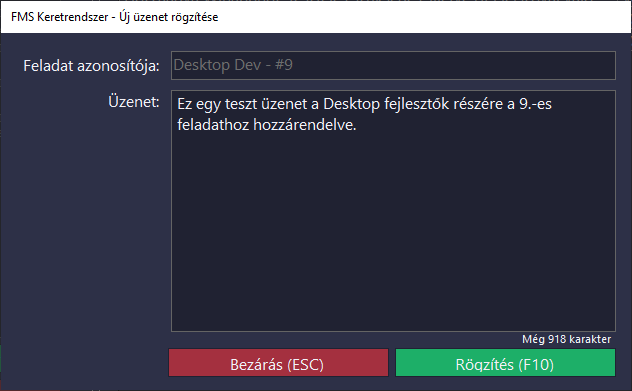 FMS Keretrendszer - Új üzenet rögzítése
Feladat azonosítója: Desktop Dev - #9
Üzenet: Ez egy teszt üzenet a Desktop fejlesztők részére a 9.-es
feladathoz hozzárendelve.
Még 918 karakter
Bezárás (ESC) Rögzítés (F10)